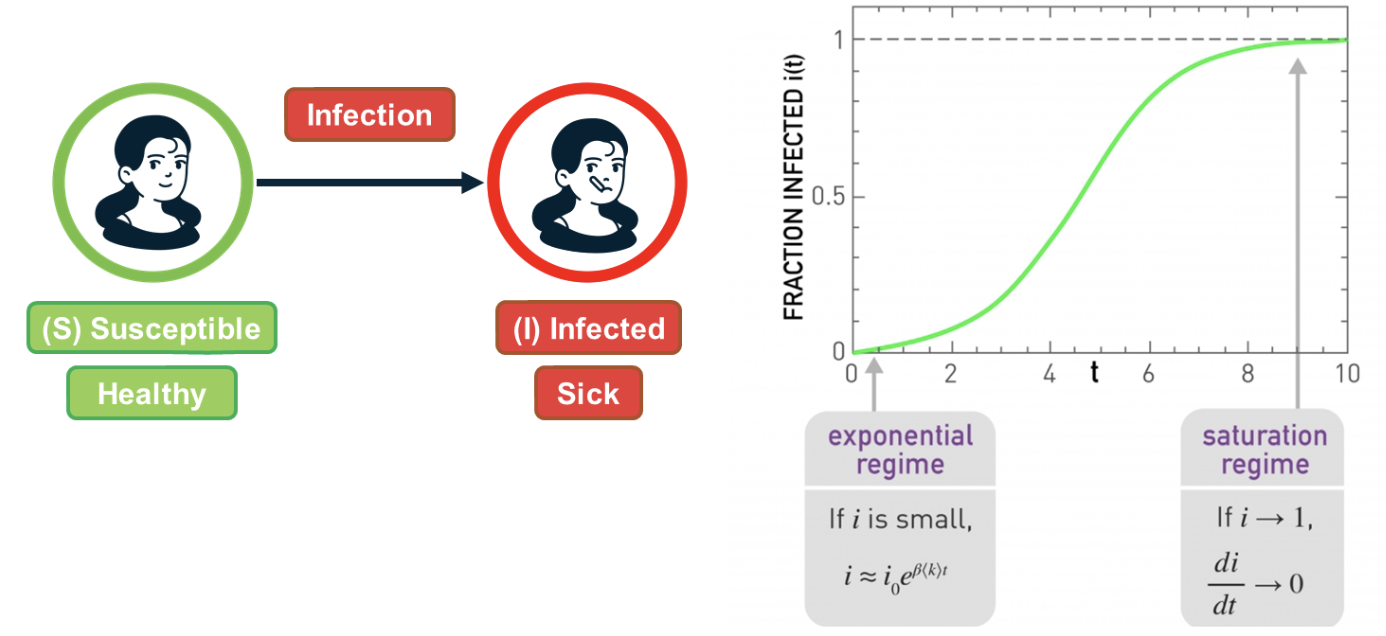 Infection
(S) Susceptible
Healthy
(I) Infected
Sick
FRACTION INFECTED i(t)
1
0.5
0
0 2 4 t 6 8 10
exponential
regime
If i is small,
i ≈ i₀e^{β⟨k⟩t}
saturation
regime
If i → 1,
di/dt → 0